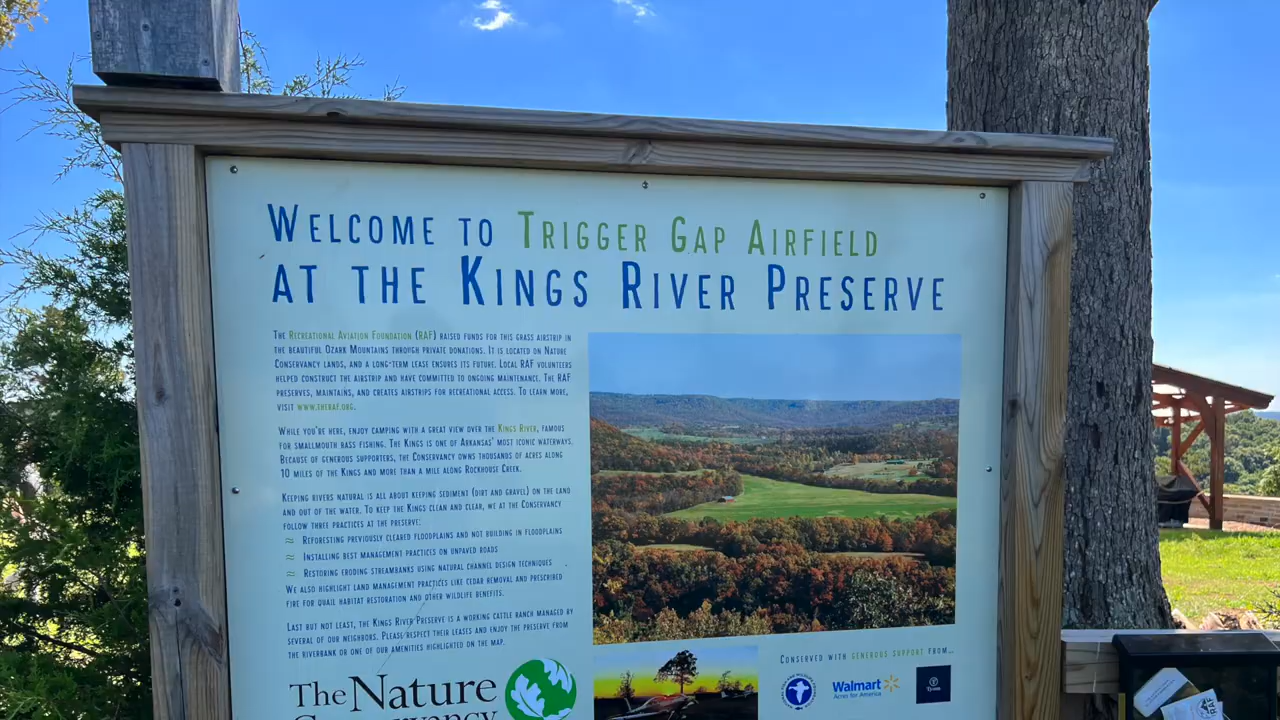 WELCOME TO TRIGGER GAP AIRFIELD
AT THE KINGS RIVER PRESERVE
THE RECREATIONAL AVIATION FOUNDATION (RAF) RAISED FUNDS FOR THIS GRASS AIRSTRIP IN
THE BEAUTIFUL OZARK MOUNTAINS THROUGH PRIVATE DONATIONS. IT IS LOCATED ON NATURE
CONSERVANCY LANDS, AND A LONG-TERM LEASE ENSURES ITS FUTURE. LOCAL RAF VOLUNTEERS
HELPED CONSTRUCT THE AIRSTRIP AND HAVE COMMITTED TO ONGOING MAINTENANCE. THE RAF
PRESERVES, MAINTAINS, AND CREATES AIRSTRIPS FOR RECREATIONAL ACCESS. TO LEARN MORE,
VISIT WWW.THERAF.ORG.
WHILE YOU'RE HERE, ENJOY CAMPING WITH A GREAT VIEW OVER THE KINGS RIVER, FAMOUS
FOR SMALLMOUTH BASS FISHING. THE KINGS IS ONE OF ARKANSAS' MOST ICONIC WATERWAYS.
BECAUSE OF GENEROUS SUPPORTERS, THE CONSERVANCY OWNS THOUSANDS OF ACRES ALONG
10 MILES OF THE KINGS AND MORE THAN A MILE ALONG ROCKHOUSE CREEK.
KEEPING RIVERS NATURAL IS ALL ABOUT KEEPING SEDIMENT (DIRT AND GRAVEL) ON THE LAND
AND OUT OF THE WATER. TO KEEP THE KINGS CLEAN AND CLEAR, WE AT THE CONSERVANCY
FOLLOW THREE PRACTICES AT THE PRESERVE:
≈ REFORESTING PREVIOUSLY CLEARED FLOODPLAINS AND NOT BUILDING IN FLOODPLAINS
≈ INSTALLING BEST MANAGEMENT PRACTICES ON UNPAVED ROADS
≈ RESTORING ERODING STREAMBANKS USING NATURAL CHANNEL DESIGN TECHNIQUES
WE ALSO HIGHLIGHT LAND MANAGEMENT PRACTICES LIKE CEDAR REMOVAL AND PRESCRIBED
FIRE FOR QUAIL HABITAT RESTORATION AND OTHER WILDLIFE BENEFITS.
LAST BUT NOT LEAST, THE KINGS RIVER PRESERVE IS A WORKING CATTLE RANCH MANAGED BY
SEVERAL OF OUR NEIGHBORS. PLEASE RESPECT THEIR LEASES AND ENJOY THE PRESERVE FROM
THE RIVERBANK OR ONE OF OUR AMENITIES HIGHLIGHTED ON THE MAP.
The Nature
Conservancy
CONSERVED WITH GENEROUS SUPPORT FROM...
Walmart
Acres for America
TYSON